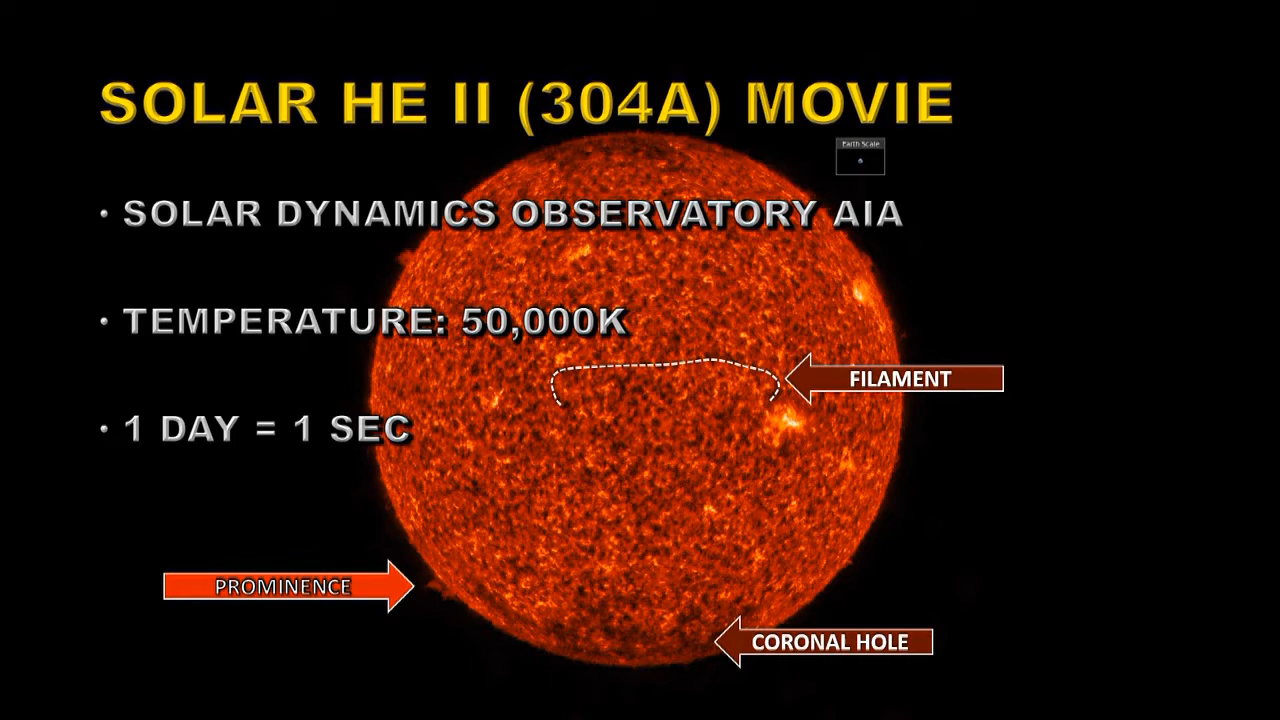 SOLAR HE II (304A) MOVIE
Earth Scale
• SOLAR DYNAMICS OBSERVATORY AIA
• TEMPERATURE: 50,000K
FILAMENT
• 1 DAY = 1 SEC
PROMINENCE
CORONAL HOLE